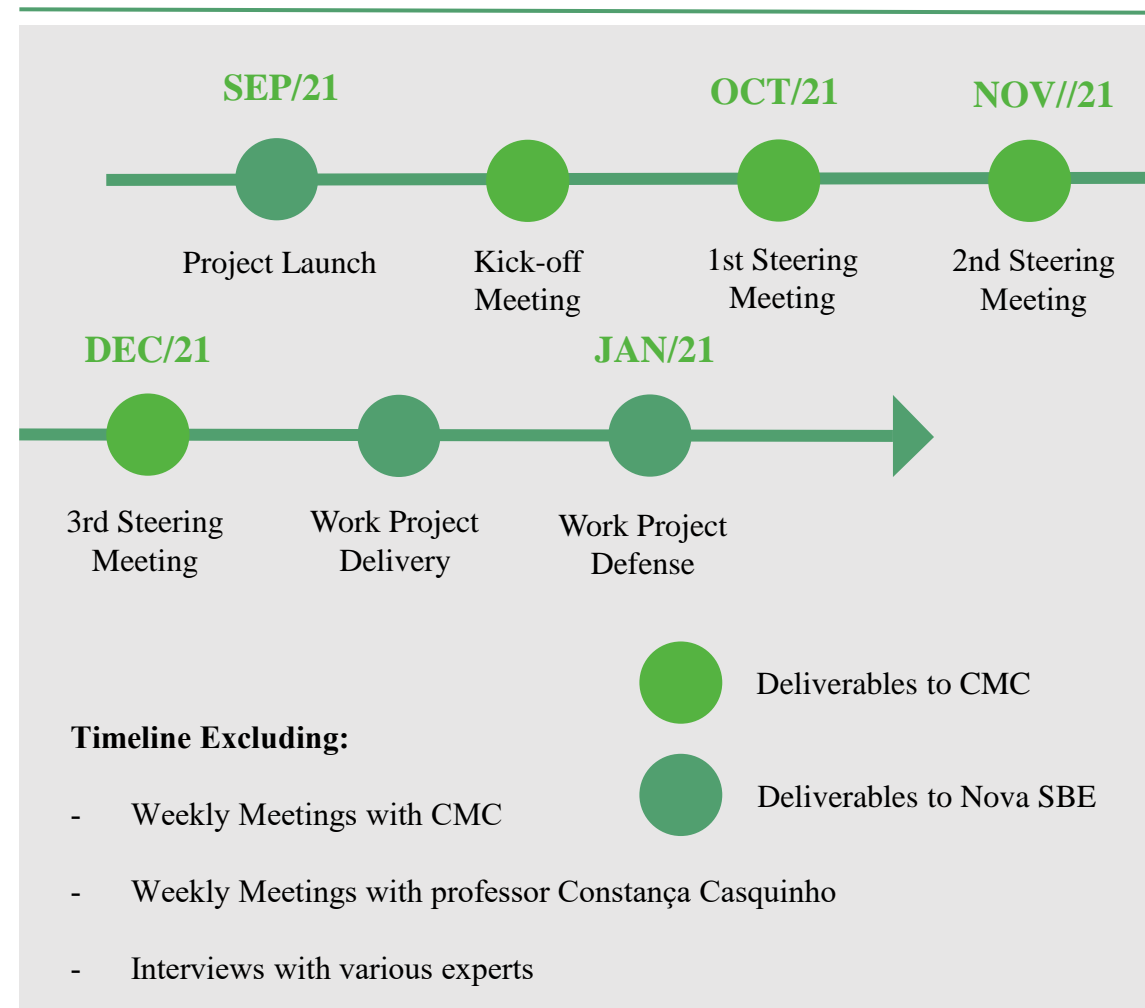 SEP/21
OCT/21
NOV//21
Project Launch
Kick-off
Meeting
1st Steering
Meeting
2nd Steering
Meeting
DEC/21
JAN/21
3rd Steering
Meeting
Work Project
Delivery
Work Project
Defense
Deliverables to CMC
Deliverables to Nova SBE
Timeline Excluding:
- Weekly Meetings with CMC
- Weekly Meetings with professor Constança Casquinho
- Interviews with various experts